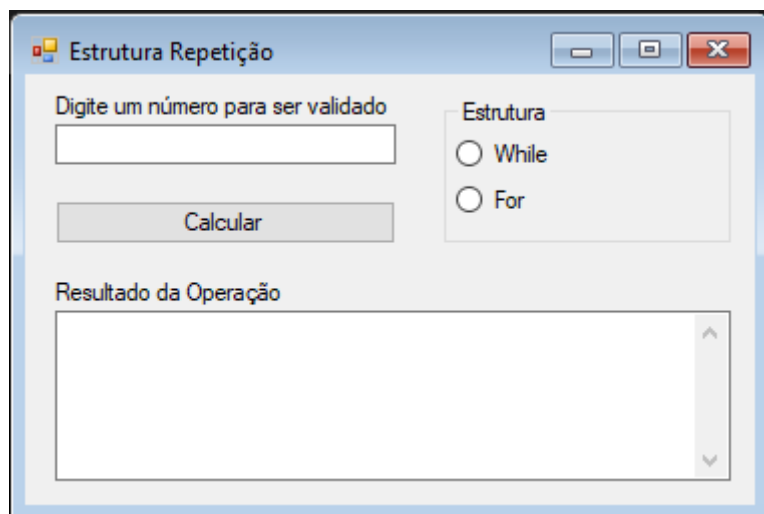 Estrutura Repetição
Digite um número para ser validado
Estrutura
While
For
Calcular
Resultado da Operação